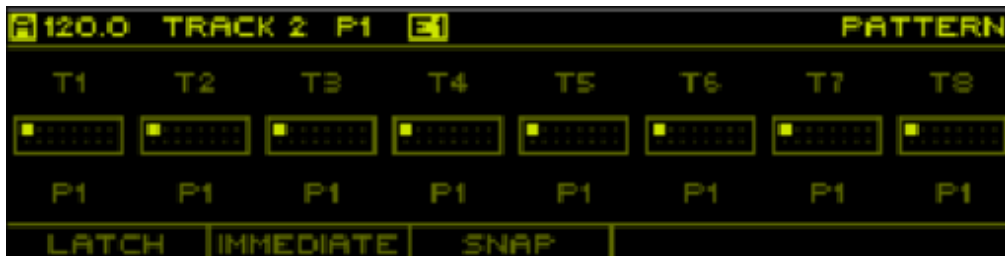 A 120.0 TRACK 2 P1 E1 PATTERN
T1 T2 T3 T4 T5 T6 T7 T8
P1 P1 P1 P1 P1 P1 P1 P1
LATCH IMMEDIATE SNAP